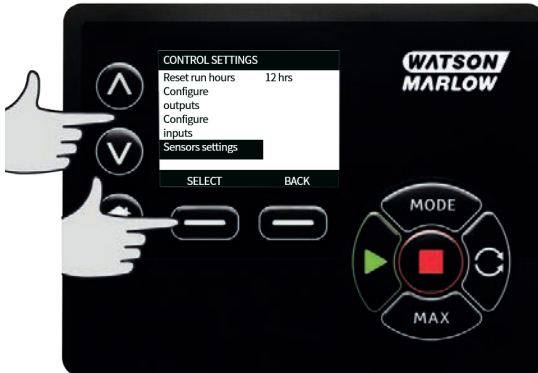 CONTROL SETTINGS
Reset run hours 12 hrs
Configure
outputs
Configure
inputs
Sensors settings
SELECT BACK
WATSON
MARLOW
MODE
MAX